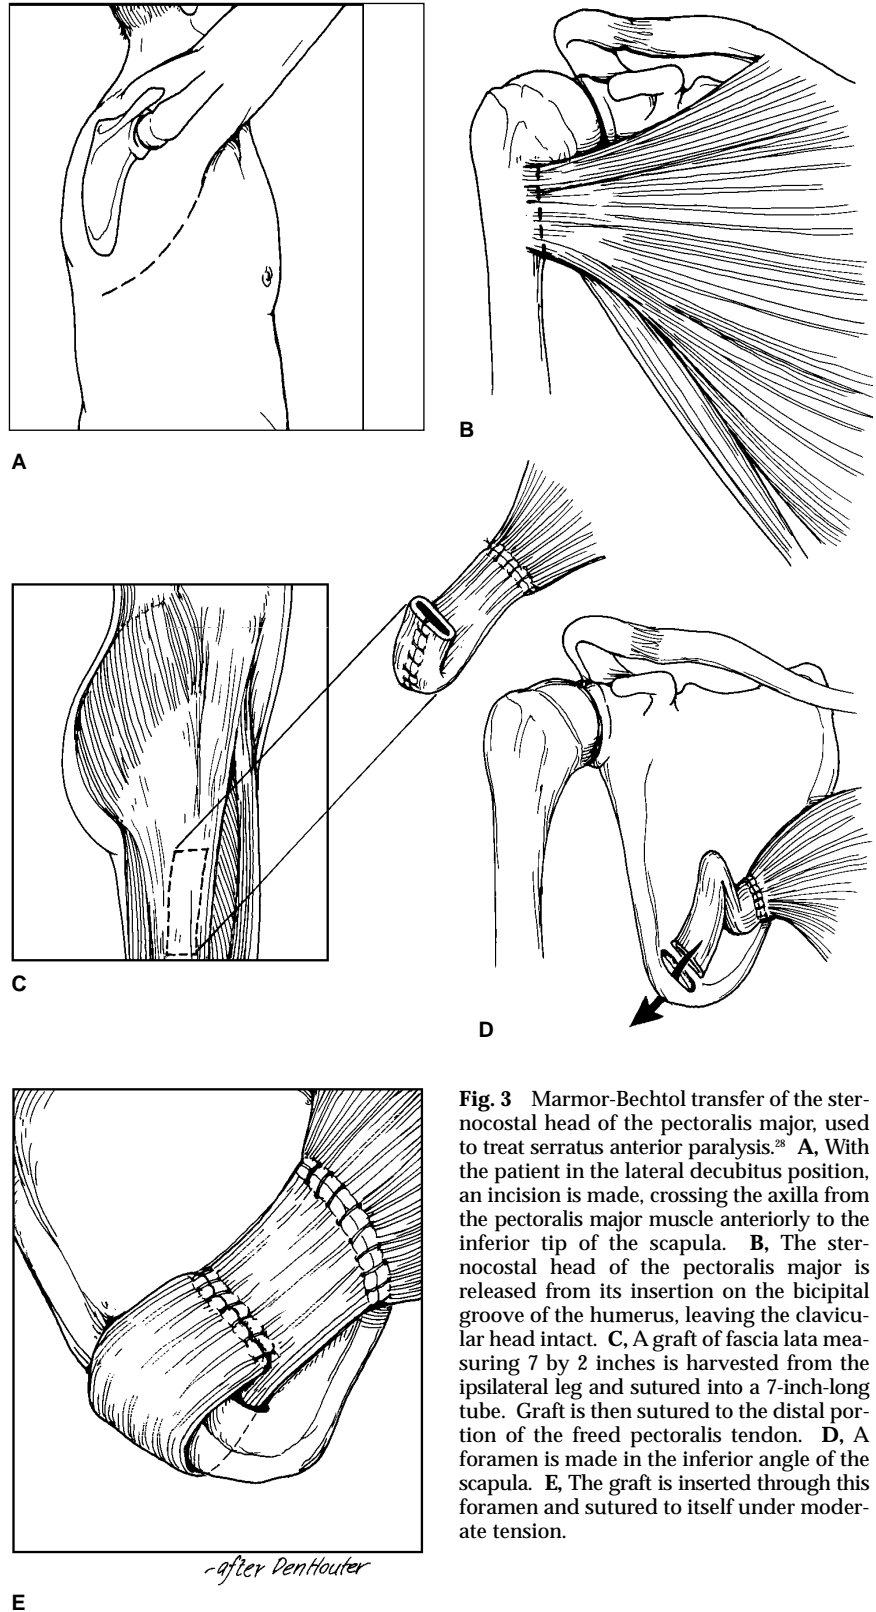 A
B
C
D
Fig. 3 Marmor-Bechtol transfer of the ster-
nocostal head of the pectoralis major, used
to treat serratus anterior paralysis.28 A, With
the patient in the lateral decubitus position,
an incision is made, crossing the axilla from
the pectoralis major muscle anteriorly to the
inferior tip of the scapula. B, The ster-
nocostal head of the pectoralis major is
released from its insertion on the bicipital
groove of the humerus, leaving the clavicu-
lar head intact. C, A graft of fascia lata mea-
suring 7 by 2 inches is harvested from the
ipsilateral leg and sutured into a 7-inch-long
tube. Graft is then sutured to the distal por-
tion of the freed pectoralis tendon. D, A
foramen is made in the inferior angle of the
scapula. E, The graft is inserted through this
foramen and sutured to itself under moder-
ate tension.
-after DenHouter
E